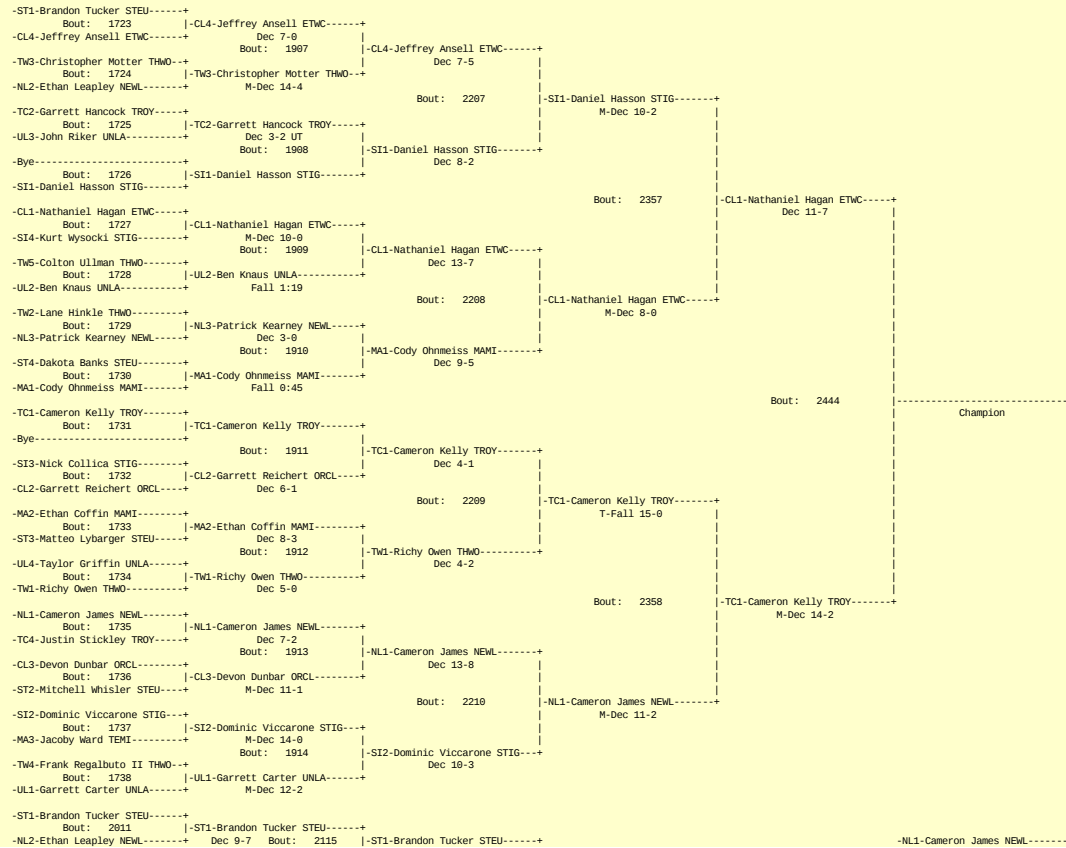 -ST1-Brandon Tucker STEU------+
Bout: 1723 |-CL4-Jeffrey Ansell ETWC------+
-CL4-Jeffrey Ansell ETWC------+ Dec 7-0 |
Bout: 1907 |-CL4-Jeffrey Ansell ETWC------+
-TW3-Christopher Motter THWO--+ | Dec 7-5 |
Bout: 1724 |-TW3-Christopher Motter THWO--+ |
-NL2-Ethan Leapley NEWL-------+ M-Dec 14-4 |
Bout: 2207 |-SI1-Daniel Hasson STIG-------+
-TC2-Garrett Hancock TROY-----+ | M-Dec 10-2 |
Bout: 1725 |-TC2-Garrett Hancock TROY-----+ | |
-UL3-John Riker UNLA----------+ Dec 3-2 UT | | |
Bout: 1908 |-SI1-Daniel Hasson STIG-------+ |
-Bye--------------------------+ | Dec 8-2 |
Bout: 1726 |-SI1-Daniel Hasson STIG-------+ |
-SI1-Daniel Hasson STIG-------+ |
Bout: 2357 |-CL1-Nathaniel Hagan ETWC-----+
-CL1-Nathaniel Hagan ETWC-----+ | Dec 11-7 |
Bout: 1727 |-CL1-Nathaniel Hagan ETWC-----+ | |
-SI4-Kurt Wysocki STIG--------+ M-Dec 10-0 | | |
Bout: 1909 |-CL1-Nathaniel Hagan ETWC-----+ | |
-TW5-Colton Ullman THWO-------+ | Dec 13-7 | | |
Bout: 1728 |-UL2-Ben Knaus UNLA-----------+ | | |
-UL2-Ben Knaus UNLA-----------+ Fall 1:19 | | |
Bout: 2208 |-CL1-Nathaniel Hagan ETWC-----+ |
-TW2-Lane Hinkle THWO---------+ | M-Dec 8-0 |
Bout: 1729 |-NL3-Patrick Kearney NEWL-----+ | |
-NL3-Patrick Kearney NEWL-----+ Dec 3-0 | | |
Bout: 1910 |-MA1-Cody Ohnmeiss MAMI-------+ |
-ST4-Dakota Banks STEU--------+ | Dec 9-5 |
Bout: 1730 |-MA1-Cody Ohnmeiss MAMI-------+ |
-MA1-Cody Ohnmeiss MAMI-------+ Fall 0:45 |
Bout: 2444 |------------------------------
-TC1-Cameron Kelly TROY-------+ | Champion
Bout: 1731 |-TC1-Cameron Kelly TROY-------+ |
-Bye--------------------------+ | |
Bout: 1911 |-TC1-Cameron Kelly TROY-------+ |
-SI3-Nick Collica STIG--------+ | Dec 4-1 | |
Bout: 1732 |-CL2-Garrett Reichert ORCL----+ | |
-CL2-Garrett Reichert ORCL----+ Dec 6-1 | |
Bout: 2209 |-TC1-Cameron Kelly TROY-------+ |
-MA2-Ethan Coffin MAMI--------+ | T-Fall 15-0 | |
Bout: 1733 |-MA2-Ethan Coffin MAMI--------+ | | |
-ST3-Matteo Lybarger STEU-----+ Dec 8-3 | | | |
Bout: 1912 |-TW1-Richy Owen THWO----------+ | |
-UL4-Taylor Griffin UNLA------+ | Dec 4-2 | |
Bout: 1734 |-TW1-Richy Owen THWO----------+ | |
-TW1-Richy Owen THWO----------+ Dec 5-0 | |
Bout: 2358 |-TC1-Cameron Kelly TROY-------+
-NL1-Cameron James NEWL-------+ | M-Dec 14-2
Bout: 1735 |-NL1-Cameron James NEWL-------+ |
-TC4-Justin Stickley TROY-----+ Dec 7-2 | |
Bout: 1913 |-NL1-Cameron James NEWL-------+ |
-CL3-Devon Dunbar ORCL--------+ | Dec 13-8 | |
Bout: 1736 |-CL3-Devon Dunbar ORCL--------+ | |
-ST2-Mitchell Whisler STEU----+ M-Dec 11-1 | |
Bout: 2210 |-NL1-Cameron James NEWL-------+
-SI2-Dominic Viccarone STIG---+ | M-Dec 11-2
Bout: 1737 |-SI2-Dominic Viccarone STIG---+ |
-MA3-Jacoby Ward TEMI---------+ M-Dec 14-0 | |
Bout: 1914 |-SI2-Dominic Viccarone STIG---+
-TW4-Frank Regalbuto II THWO--+ | Dec 10-3
Bout: 1738 |-UL1-Garrett Carter UNLA------+
-UL1-Garrett Carter UNLA------+ M-Dec 12-2
-ST1-Brandon Tucker STEU------+
Bout: 2011 |-ST1-Brandon Tucker STEU------+
-NL2-Ethan Leapley NEWL-------+ Dec 9-7 Bout: 2115 |-ST1-Brandon Tucker STEU------+ -NL1-Cameron James NEWL-------